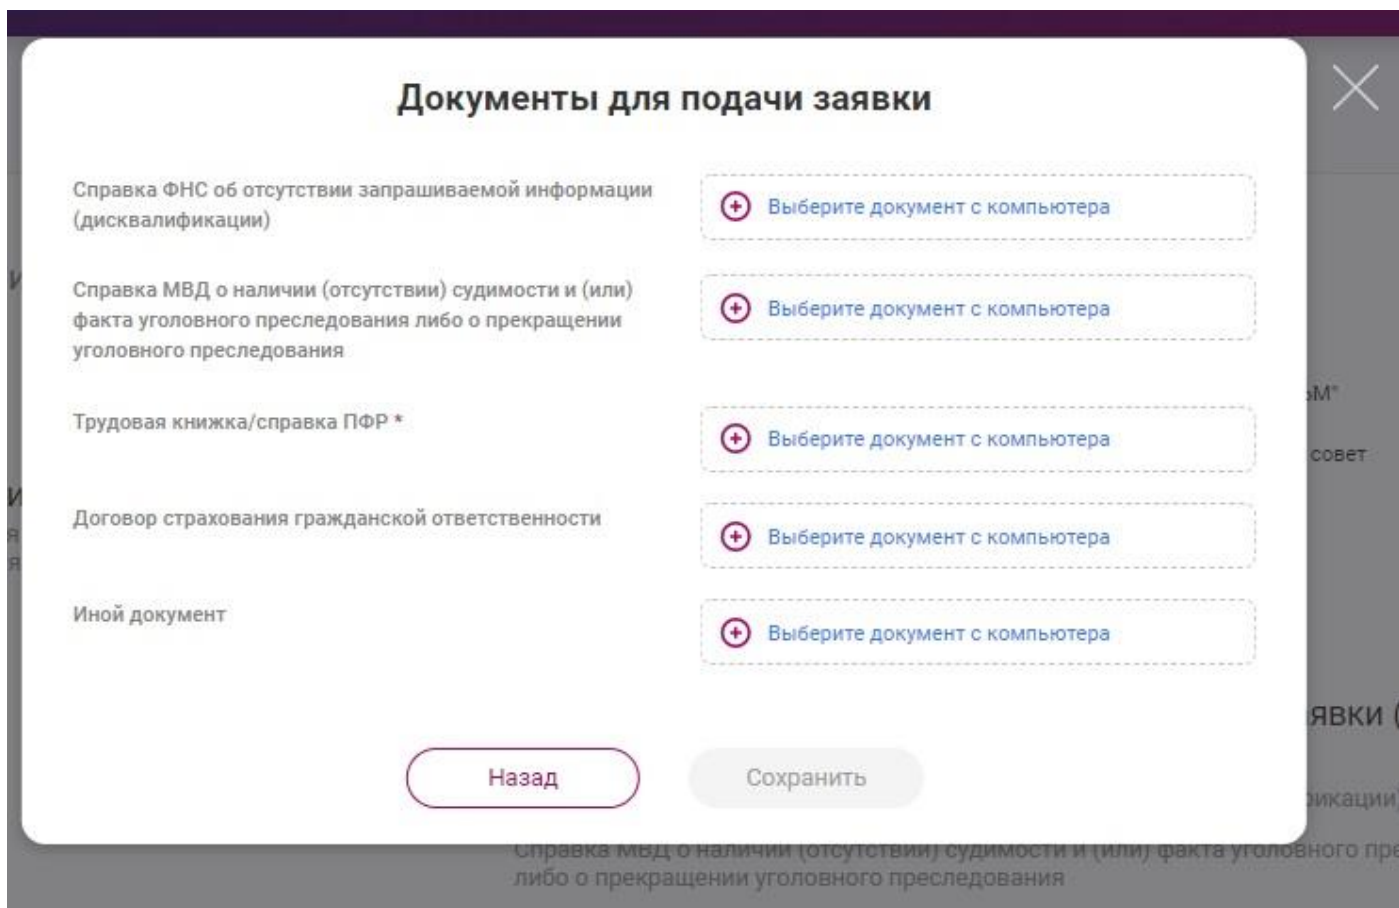 Документы для подачи заявки
Справка ФНС об отсутствии запрашиваемой информации
(дисквалификации)
Выберите документ с компьютера
Справка МВД о наличии (отсутствии) судимости и (или)
факта уголовного преследования либо о прекращении
уголовного преследования
Выберите документ с компьютера
Трудовая книжка/справка ПФР *
Выберите документ с компьютера
Договор страхования гражданской ответственности
Выберите документ с компьютера
Иной документ
Выберите документ с компьютера
Назад
Сохранить
совет
Справка МВД о наличии (отсутствии) судимости и (или) факта уголовного
либо о прекращении уголовного преследования